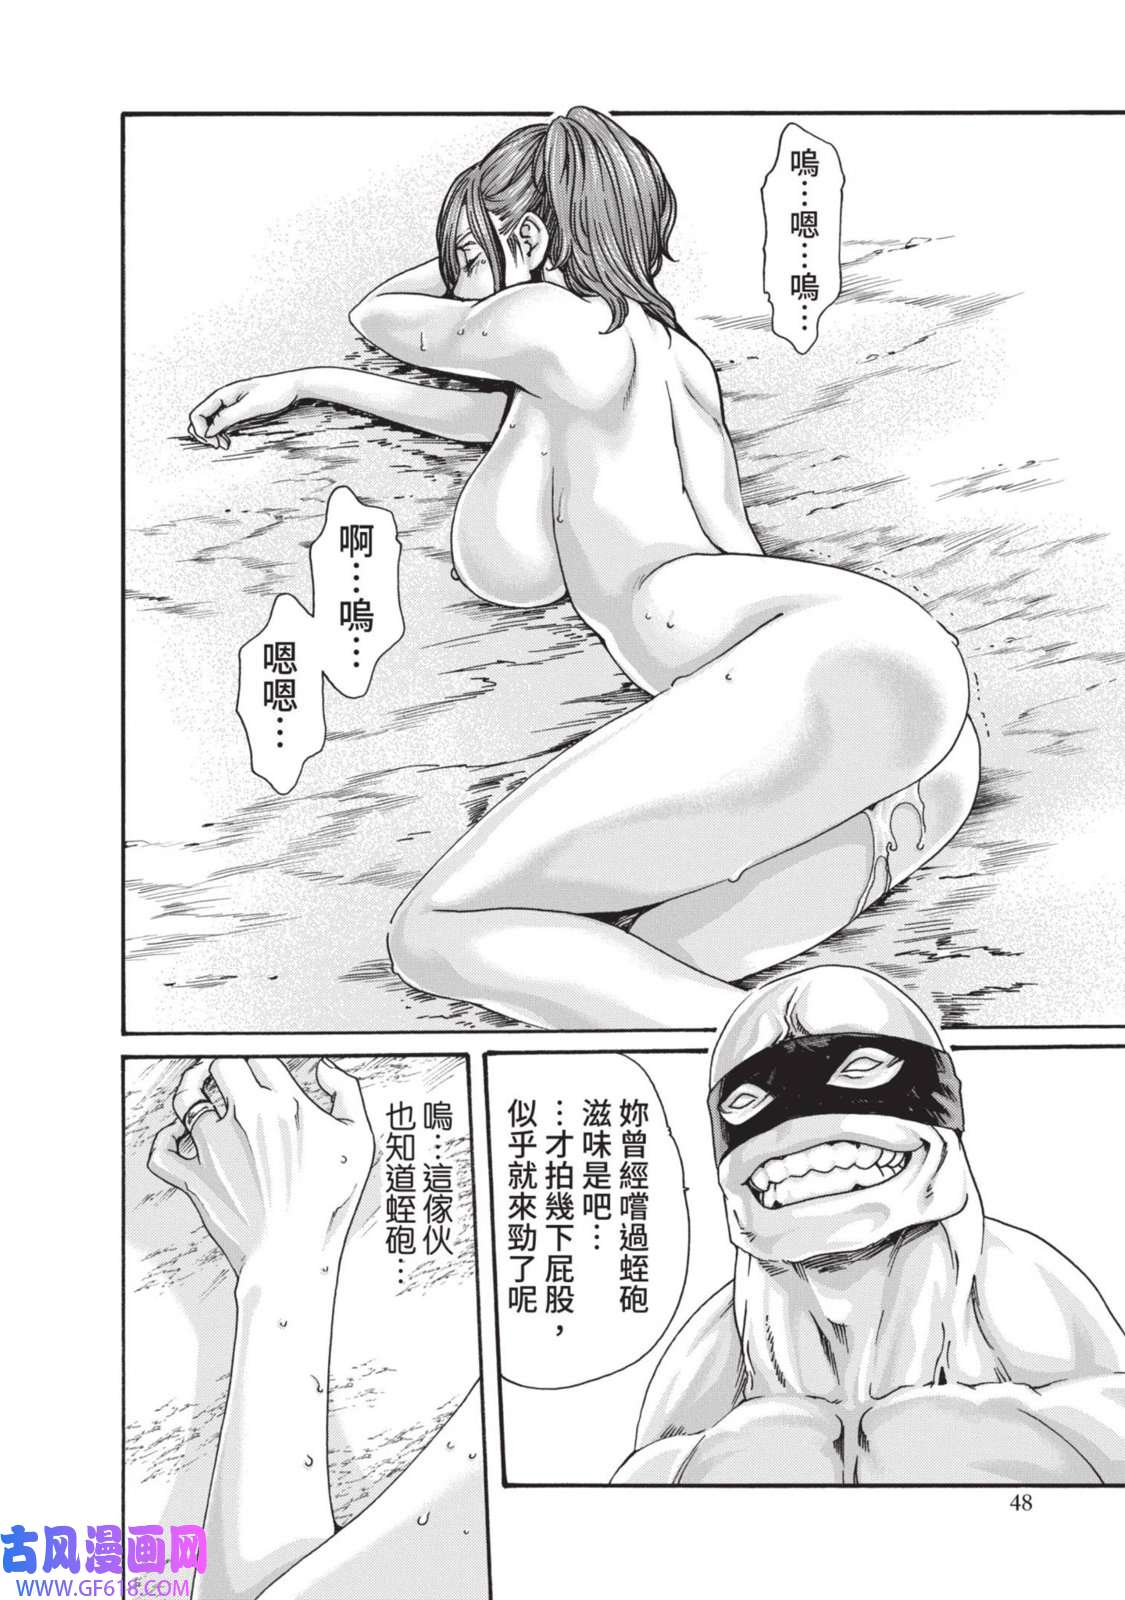 嗚…嗯…嗚…
啊…嗚…
嗯嗯…
妳曾經嚐過蛭砲
滋味是吧…
…才拍幾下屁股，
似乎就來勁了呢
嗚…這傢伙
也知道蛭砲…
48
古风漫画网
WWW.GF618.COM